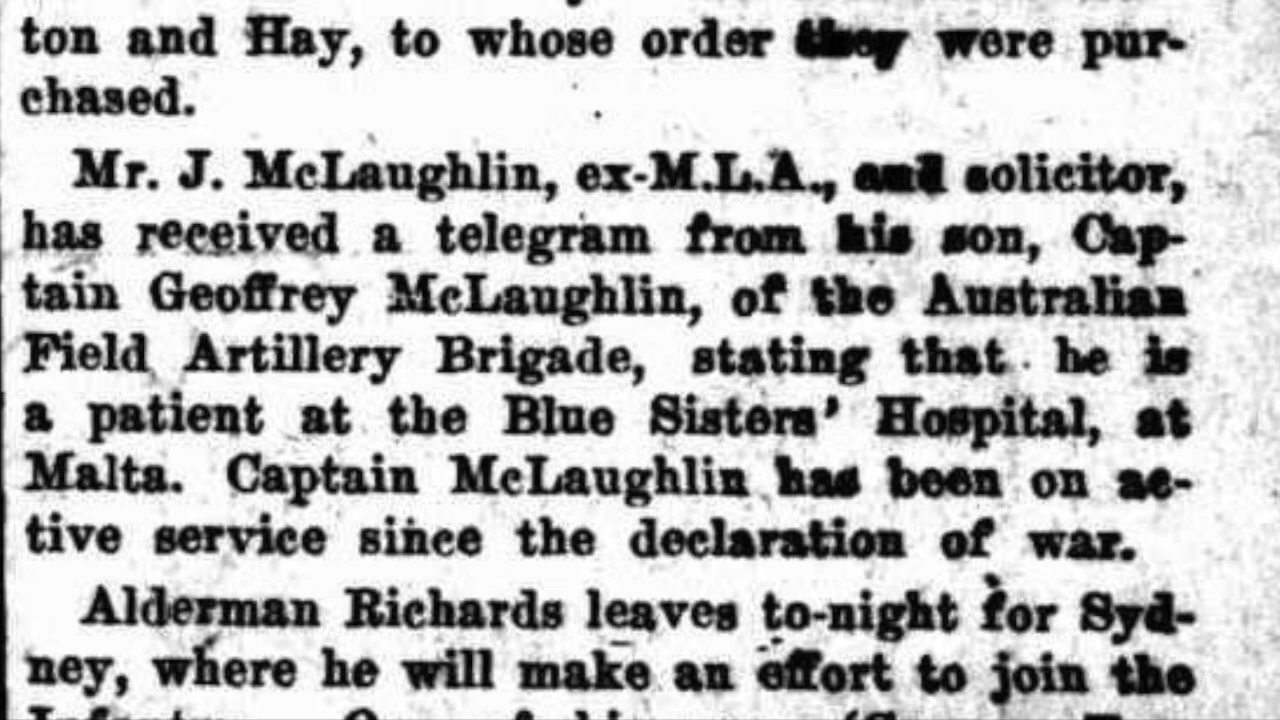 ton and Hay, to whose order they were pur-
chased.
Mr. J. McLaughlin, ex-M.L.A., and solicitor,
has received a telegram from his son, Cap-
tain Geoffrey McLaughlin, of the Australian
Field Artillery Brigade, stating that he is
a patient at the Blue Sisters' Hospital, at
Malta. Captain McLaughlin has been on ac-
tive service since the declaration of war.
Alderman Richards leaves to-night for Syd-
ney, where he will make an effort to join the